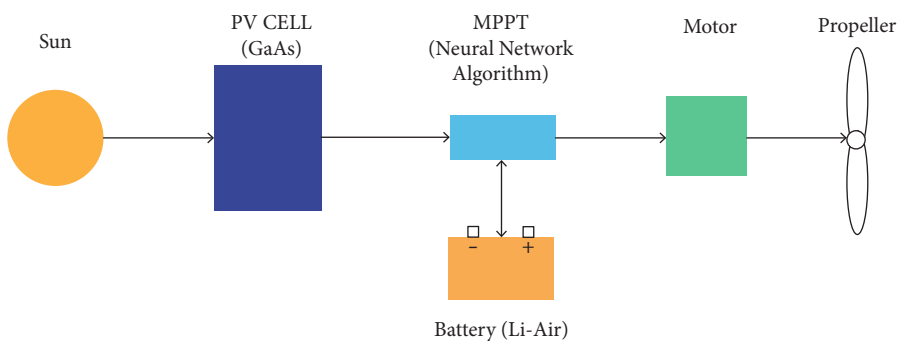 Sun
PV CELL
(GaAs)
MPPT
(Neural Network
Algorithm)
Motor
Propeller
- +
Battery (Li-Air)